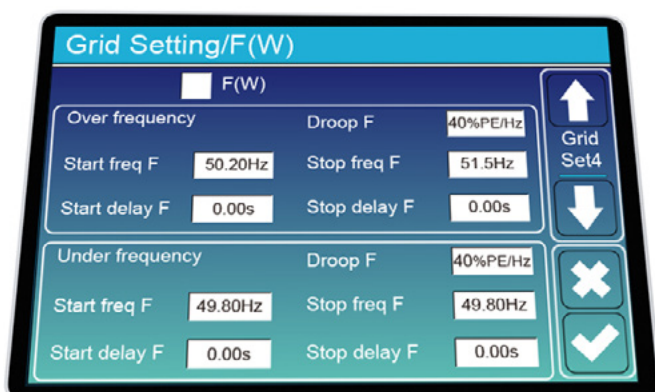 Grid Setting/F(W)
F(W)
Over frequency Droop F 40%PE/Hz
Start freq F 50.20Hz Stop freq F 51.5Hz
Start delay F 0.00s Stop delay F 0.00s
Grid
Set4
Under frequency Droop F 40%PE/Hz
Start freq F 49.80Hz Stop freq F 49.80Hz
Start delay F 0.00s Stop delay F 0.00s